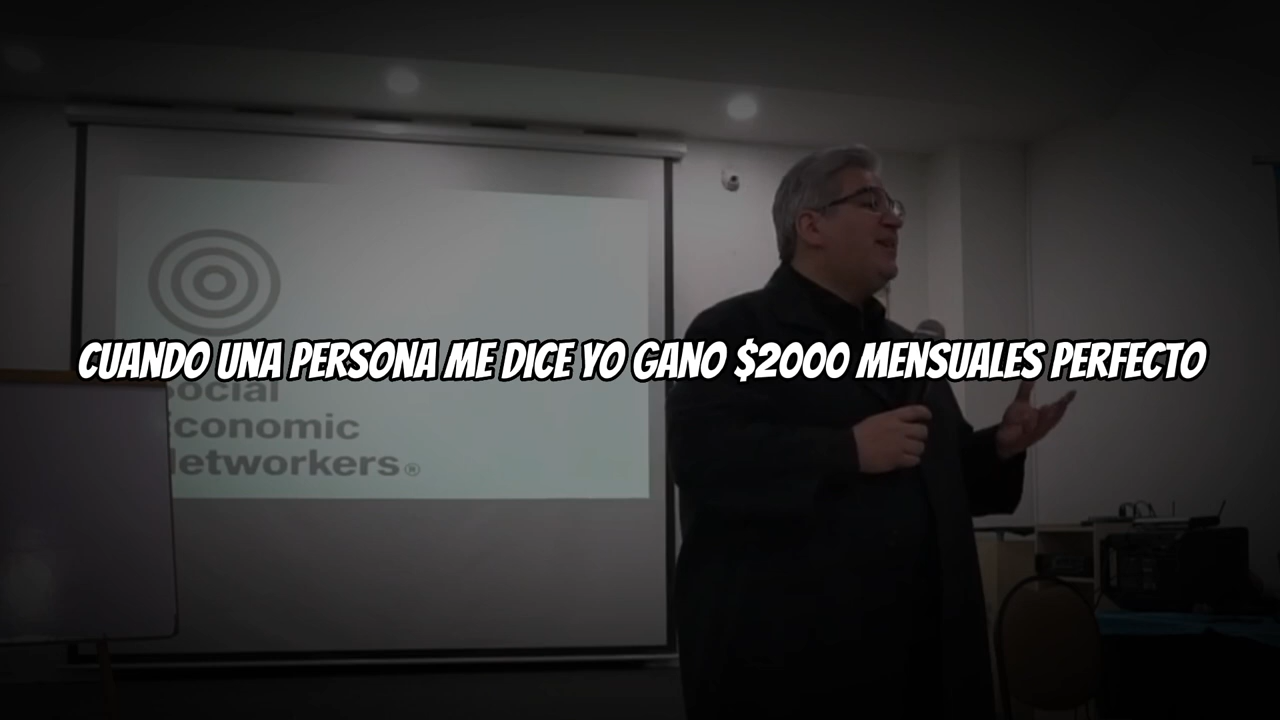 CUANDO UNA PERSONA ME DICE YO GANO $2000 MENSUALES PERFECTO
Social
Economic
Networkers®